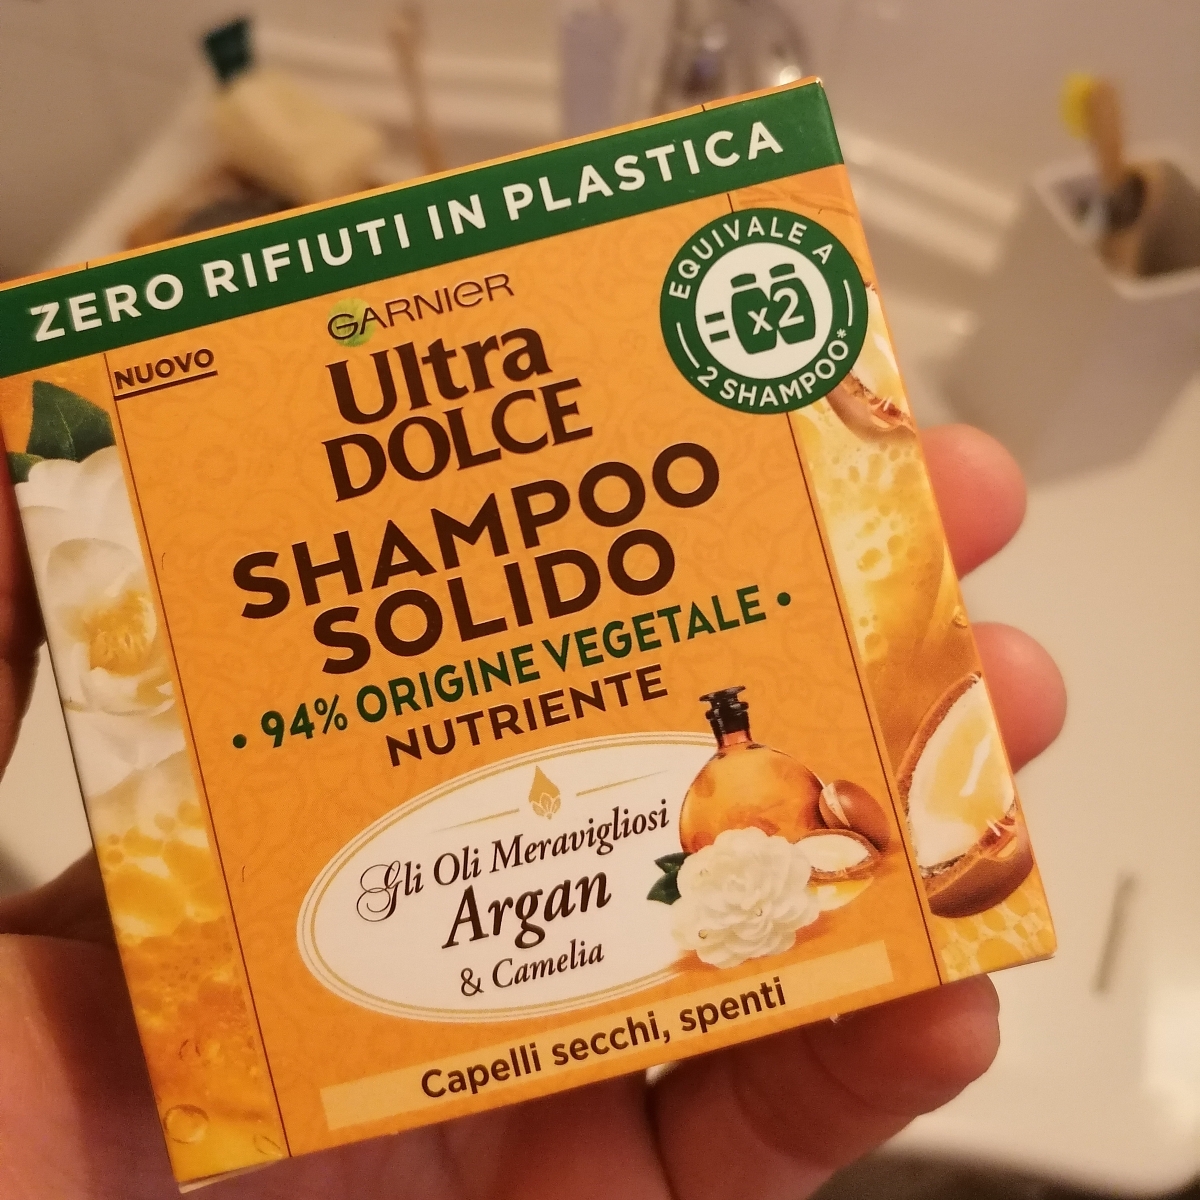 ZERO RIFIUTI IN PLASTICA
NUOVO
GARNIER
Ultra
DOLCE
EQUIVALE A
= x2
2 SHAMPOO*
SHAMPOO
SOLIDO
• 94% ORIGINE VEGETALE •
NUTRIENTE
Gli Oli Meravigliosi
Argan
& Camelia
Capelli secchi, spenti